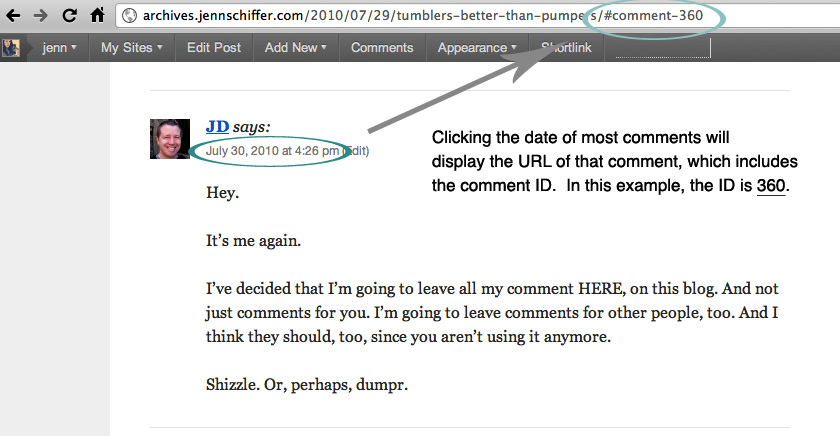 archives.jennschiffer.com/2010/07/29/tumblers-better-than-pumpers/#comment-360
jenn My Sites Edit Post Add New Comments Appearance Shortlink
JD says:
July 30, 2010 at 4:26 pm (Edit)
Clicking the date of most comments will
display the URL of that comment, which includes
the comment ID. In this example, the ID is 360.
Hey.
It's me again.
I've decided that I'm going to leave all my comment HERE, on this blog. And not
just comments for you. I'm going to leave comments for other people, too. And I
think they should, too, since you aren't using it anymore.
Shizzle. Or, perhaps, dumpr.